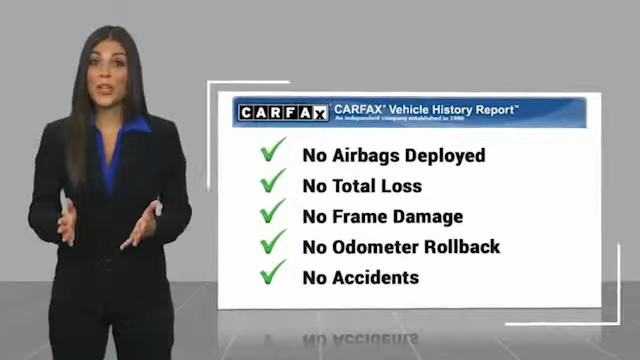 CARFAX CARFAX® Vehicle History Report™
An independent company established in 1986
No Airbags Deployed
No Total Loss
No Frame Damage
No Odometer Rollback
No Accidents